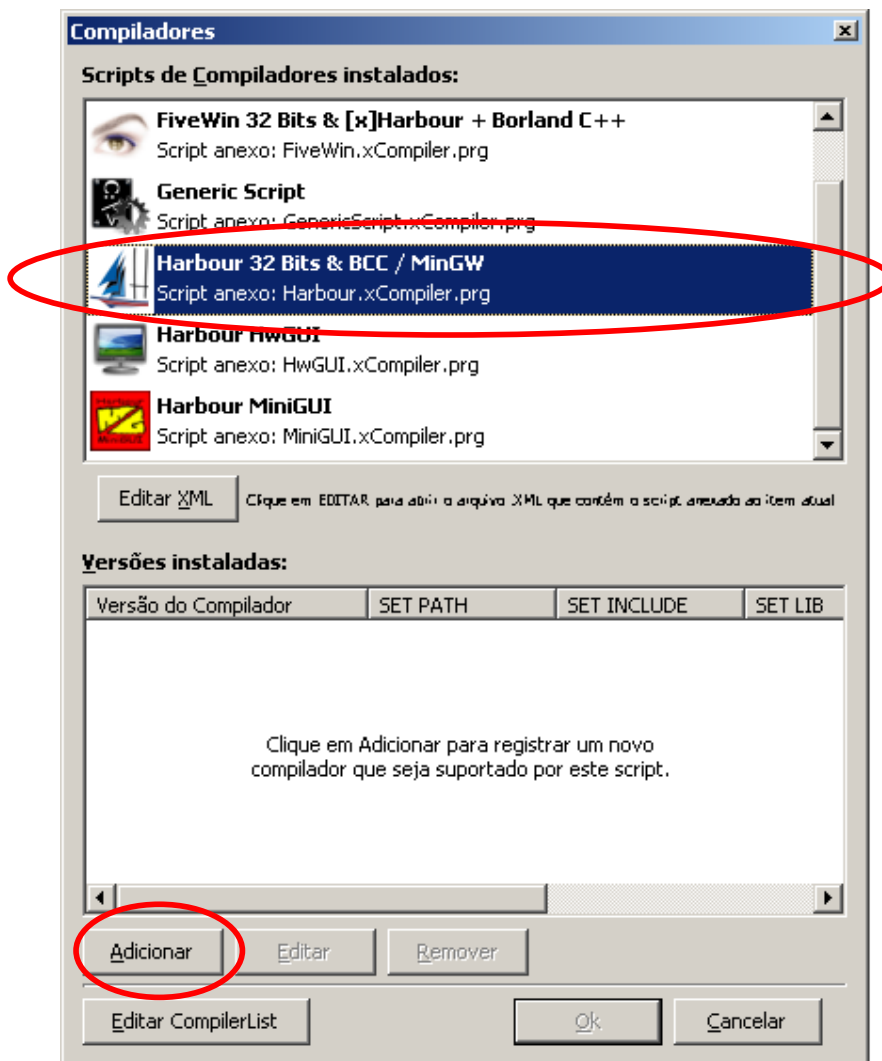 Compiladores
Scripts de Compiladores instalados:
FiveWin 32 Bits & [x]Harbour + Borland C++
Script anexo: FiveWin.xCompiler.prg
Generic Script
Script anexo: GenericScript.xCompiler.prg
Harbour 32 Bits & BCC / MinGW
Script anexo: Harbour.xCompiler.prg
Harbour HwGUI
Script anexo: HwGUI.xCompiler.prg
Harbour MiniGUI
Script anexo: MiniGUI.xCompiler.prg
Editar XML Clique em EDITAR para abrir o arquivo XML que contém o script anexado ao item atual
Versões instaladas:
Versão do Compilador SET PATH SET INCLUDE SET LIB
Clique em Adicionar para registrar um novo
compilador que seja suportado por este script.
Adicionar Editar Remover
Editar CompilerList Ok Cancelar